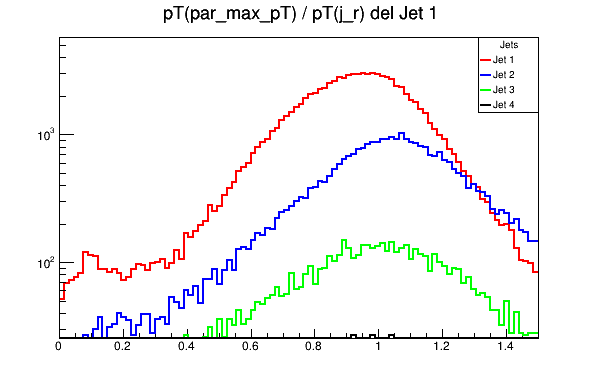 pT(par_max_pT) / pT(j_r) del Jet 1
Jets
Jet 1
Jet 2
Jet 3
Jet 4
10³
10²
0 0.2 0.4 0.6 0.8 1 1.2 1.4